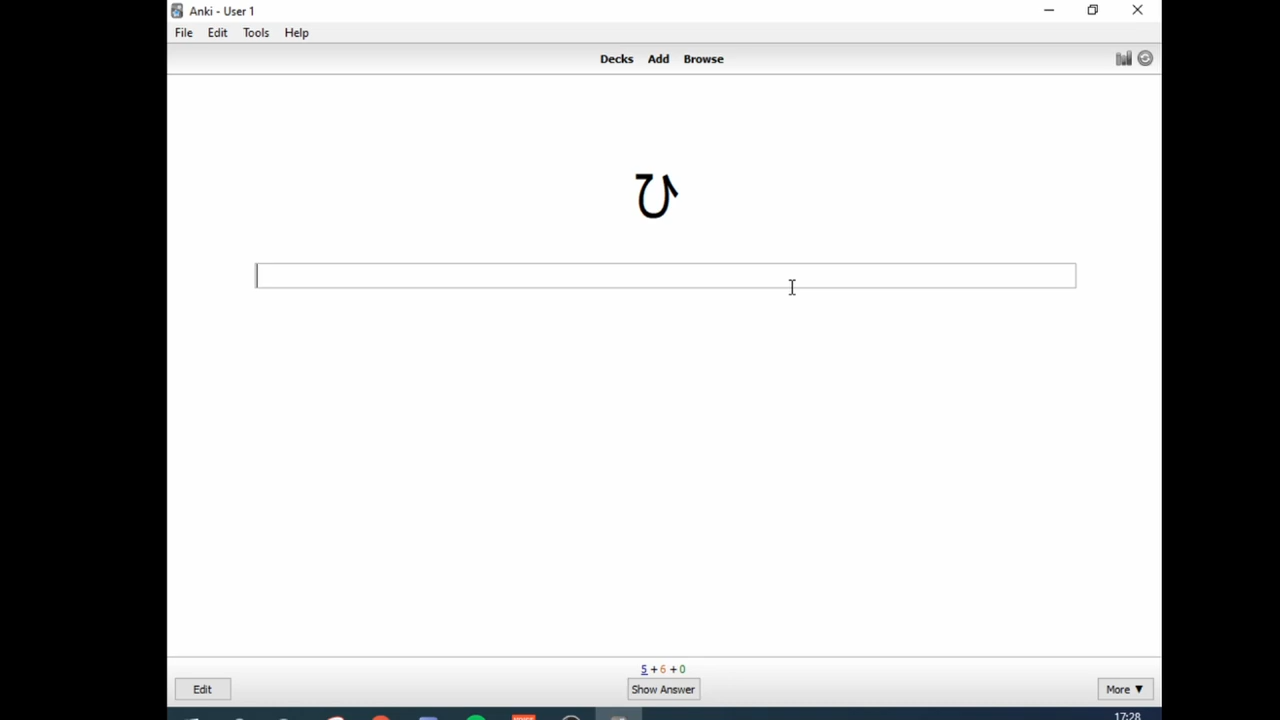 Anki - User 1
File Edit Tools Help
Decks Add Browse
ひ
5 + 6 + 0
Edit Show Answer More ▼
17:28